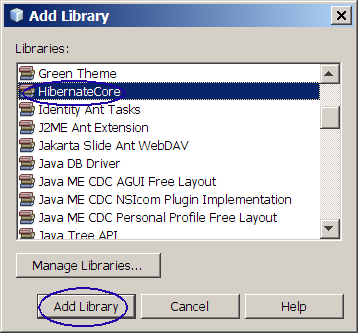 Add Library
Libraries:
Green Theme
HibernateCore
Identity Ant Tasks
J2ME Ant Extension
Jakarta Slide Ant WebDAV
Java DB Driver
Java ME CDC AGUI Free Layout
Java ME CDC NSIcom Plugin Implementation
Java ME CDC Personal Profile Free Layout
Java Tree API
Manage Libraries...
Add Library Cancel Help